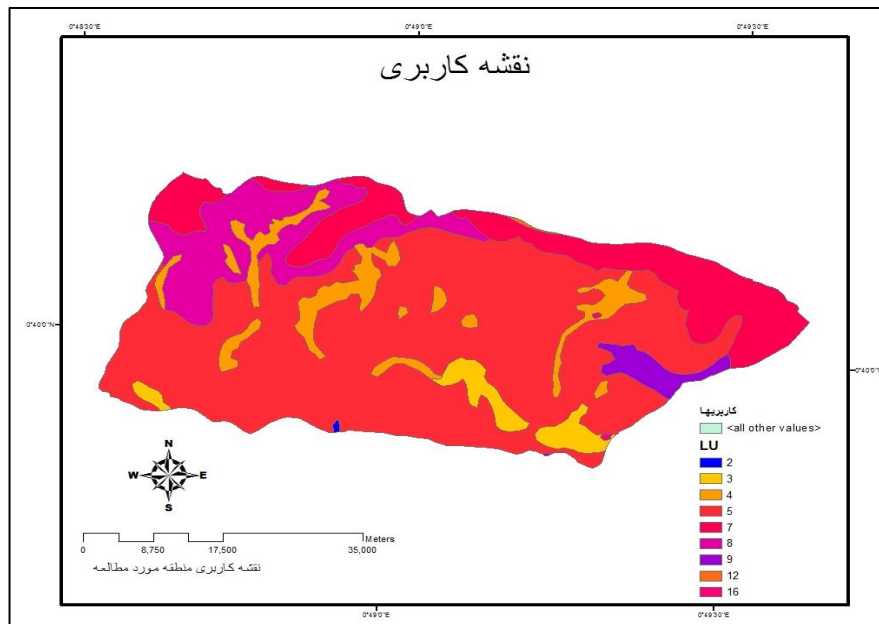 0°48'30"E 0°49'0"E 0°49'30"E
نقشه کاربری
0°40'0"N
0°40'0"N
کاربریها
<all other values>
LU
2
3
4
5
7
8
9
12
16
N
W E
S
Meters
0 8,750 17,500 35,000
نقشه کاربری منطقه مورد مطالعه
0°49'0"E 0°49'30"E